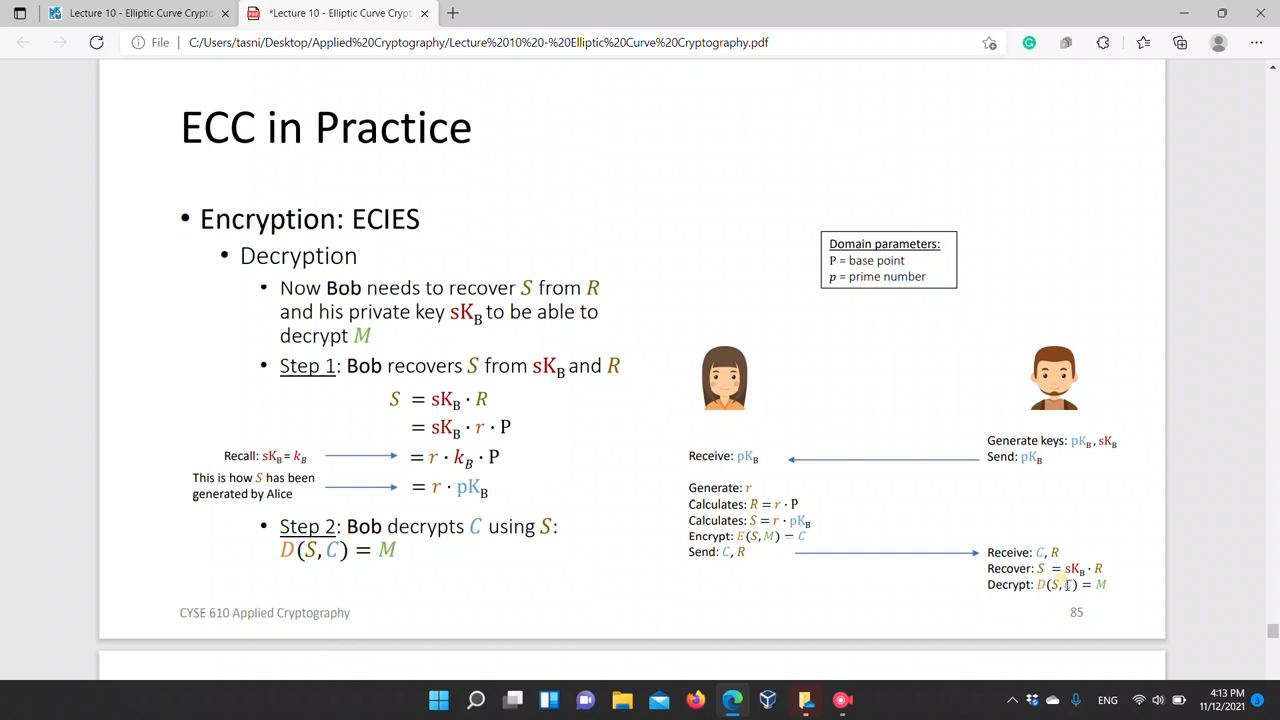 Lecture 10 - Elliptic Curve Crypto
*Lecture 10 - Elliptic Curve Crypt
File
C:/Users/tasni/Desktop/Applied%20Cryptography/Lecture%2010%20-%20Elliptic%20Curve%20Cryptography.pdf
ECC in Practice
• Encryption: ECIES
• Decryption
• Now Bob needs to recover S from R
and his private key sK_B to be able to
decrypt M
• Step 1: Bob recovers S from sK_B and R
S = sK_B · R
= sK_B · r · P
Recall: sK_B = k_B
= r · k_B · P
This is how S has been
generated by Alice
= r · pK_B
• Step 2: Bob decrypts C using S:
D(S, C) = M
Domain parameters:
P = base point
p = prime number
Generate keys: pK_B , sK_B
Send: pK_B
Receive: pK_B
Generate: r
Calculates: R = r · P
Calculates: S = r · pK_B
Encrypt: E(S, M) = C
Send: C, R
Receive: C, R
Recover: S = sK_B · R
Decrypt: D(S, C) = M
CYSE 610 Applied Cryptography
85
ENG
4:13 PM
11/12/2021
3